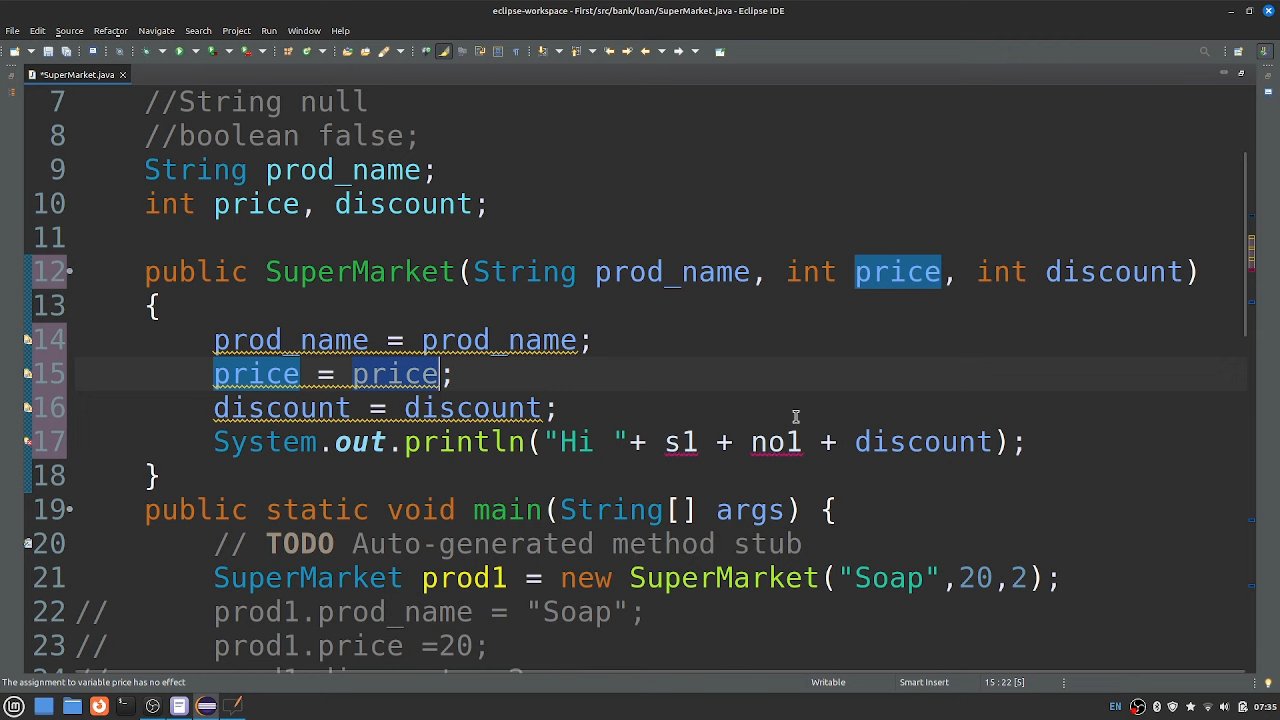 eclipse-workspace - First/src/bank/loan/SuperMarket.java - Eclipse IDE
File Edit Source Refactor Navigate Search Project Run Window Help
*SuperMarket.java
7 //String null
8 //boolean false;
9 String prod_name;
10 int price, discount;
11
12 public SuperMarket(String prod_name, int price, int discount)
13 {
14 prod_name = prod_name;
15 price = price;
16 discount = discount;
17 System.out.println("Hi "+ s1 + no1 + discount);
18 }
19 public static void main(String[] args) {
20 // TODO Auto-generated method stub
21 SuperMarket prod1 = new SuperMarket("Soap",20,2);
22 // prod1.prod_name = "Soap";
23 // prod1.price =20;
The assignment to variable price has no effect Writable Smart Insert 15 : 22 [5]
EN 07:35